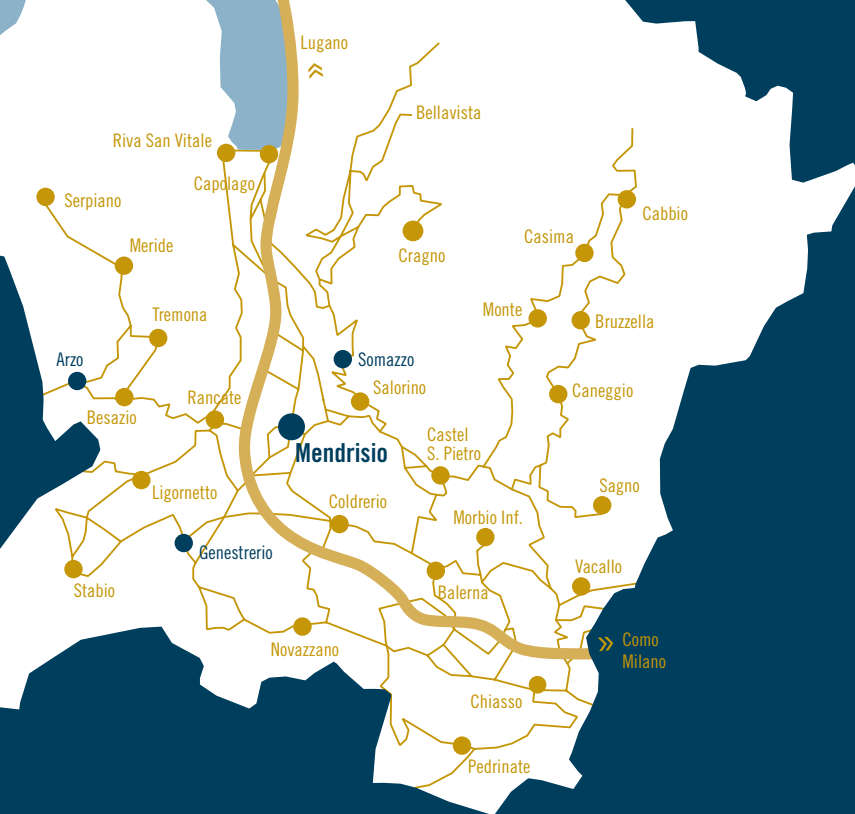 Lugano
Bellavista
Riva San Vitale
Capolago
Serpiano
Cabbio
Casima
Meride
Cragno
Monte
Tremona
Bruzzella
Arzo
Somazzo
Salorino
Caneggio
Rancate
Besazio
Castel
S. Pietro
Mendrisio
Sagno
Ligornetto
Coldrerio
Morbio Inf.
Genestrerio
Vacallo
Stabio
Balerna
Como
Milano
Novazzano
Chiasso
Pedrinate